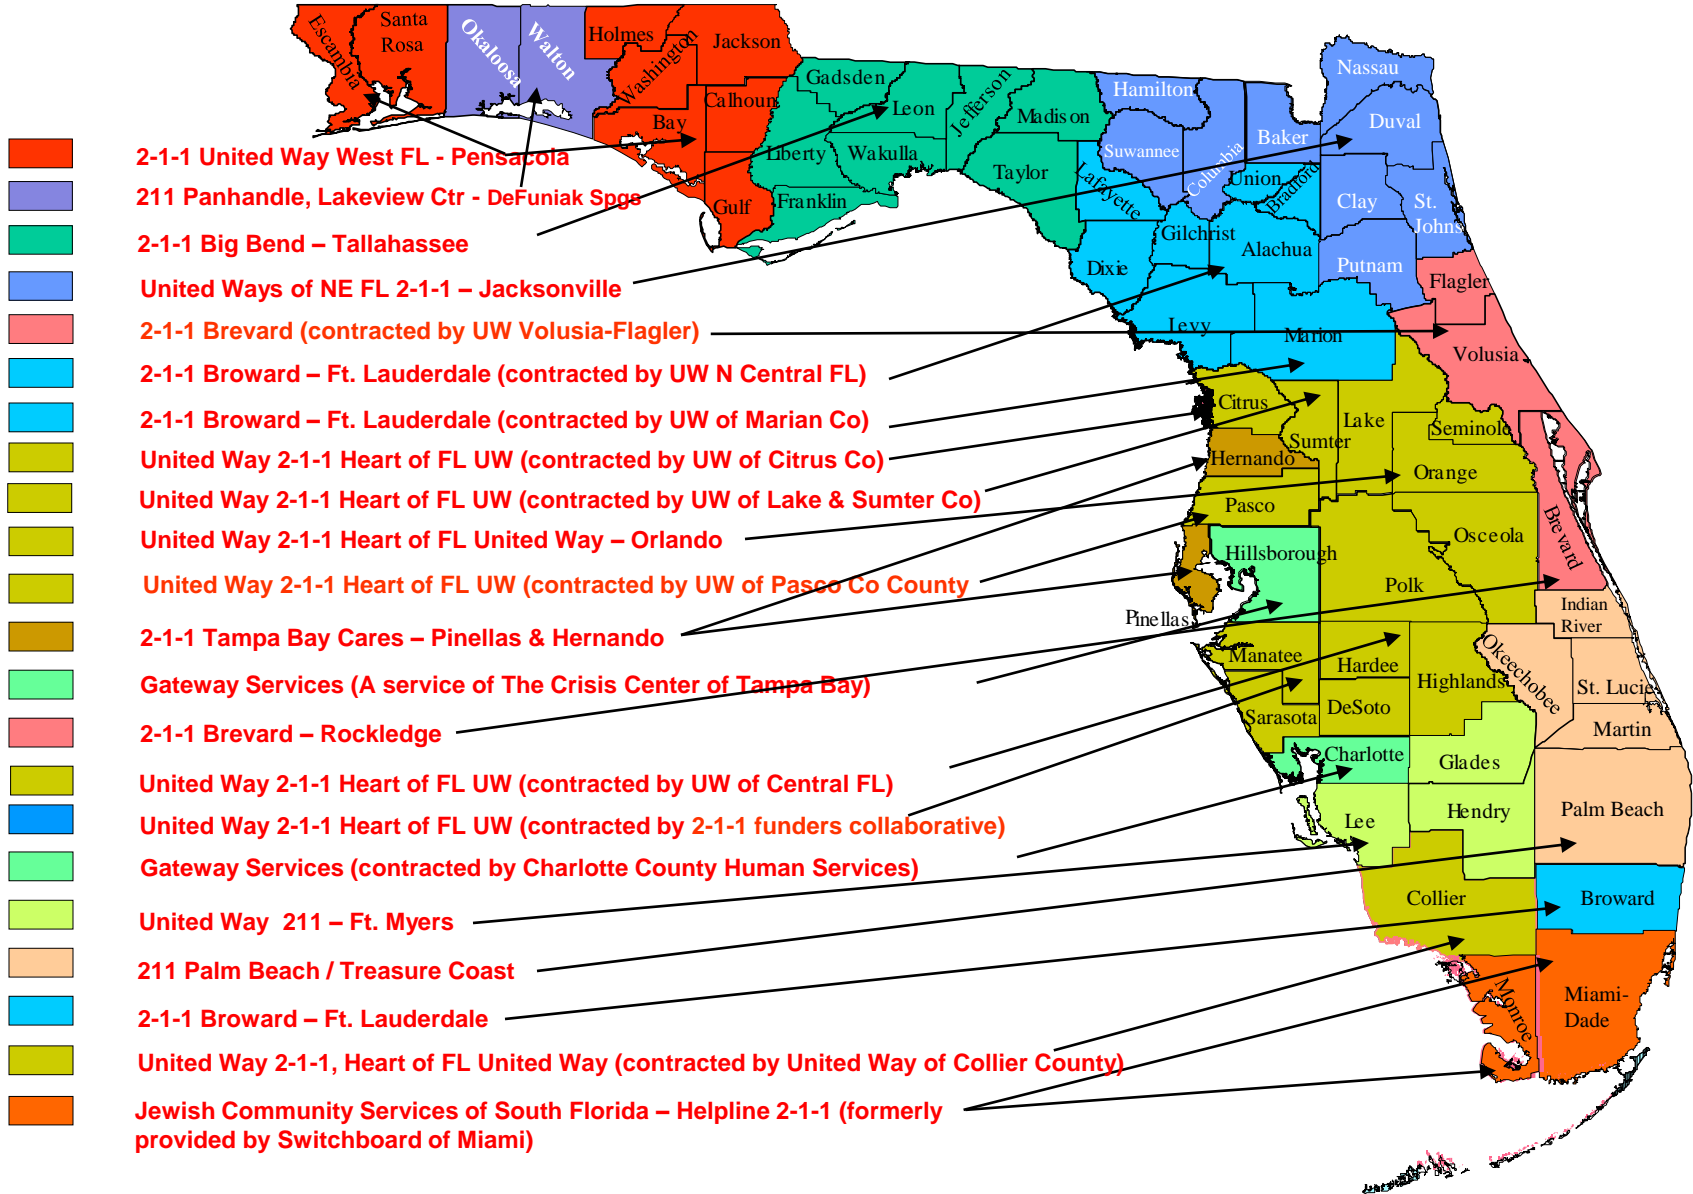 Escambia
Santa
Rosa
Okaloosa
Walton
Holmes
Washington
Jackson
Calhoun
Bay
Gulf
Gadsden
Leon
Jefferson
Madison
Liberty
Wakulla
Franklin
Taylor
Hamilton
Suwannee
Columbia
Lafayette
Nassau
Baker
Duval
Union
Bradford
Clay
St.
Johns
Gilchrist
Alachua
Putnam
Dixie
Flagler
Levy
Marion
Volusia
Citrus
Lake
Sumter
Seminole
Hernando
Orange
Pasco
Brevard
Osceola
Hillsborough
Polk
Pinellas
Indian
River
Manatee
Hardee
Okeechobee
Highlands
St. Lucie
Sarasota
DeSoto
Martin
Charlotte
Glades
Lee
Hendry
Palm Beach
Collier
Broward
Monroe
Miami-
Dade
2-1-1 United Way West FL - Pensacola
211 Panhandle, Lakeview Ctr - DeFuniak Spgs
2-1-1 Big Bend – Tallahassee
United Ways of NE FL 2-1-1 – Jacksonville
2-1-1 Brevard (contracted by UW Volusia-Flagler)
2-1-1 Broward – Ft. Lauderdale (contracted by UW N Central FL)
2-1-1 Broward – Ft. Lauderdale (contracted by UW of Marian Co)
United Way 2-1-1 Heart of FL UW (contracted by UW of Citrus Co)
United Way 2-1-1 Heart of FL UW (contracted by UW of Lake & Sumter Co)
United Way 2-1-1 Heart of FL United Way – Orlando
United Way 2-1-1 Heart of FL UW (contracted by UW of Pasco Co County
2-1-1 Tampa Bay Cares – Pinellas & Hernando
Gateway Services (A service of The Crisis Center of Tampa Bay)
2-1-1 Brevard – Rockledge
United Way 2-1-1 Heart of FL UW (contracted by UW of Central FL)
United Way 2-1-1 Heart of FL UW (contracted by 2-1-1 funders collaborative)
Gateway Services (contracted by Charlotte County Human Services)
United Way 211 – Ft. Myers
211 Palm Beach / Treasure Coast
2-1-1 Broward – Ft. Lauderdale
United Way 2-1-1, Heart of FL United Way (contracted by United Way of Collier County)
Jewish Community Services of South Florida – Helpline 2-1-1 (formerly
provided by Switchboard of Miami)